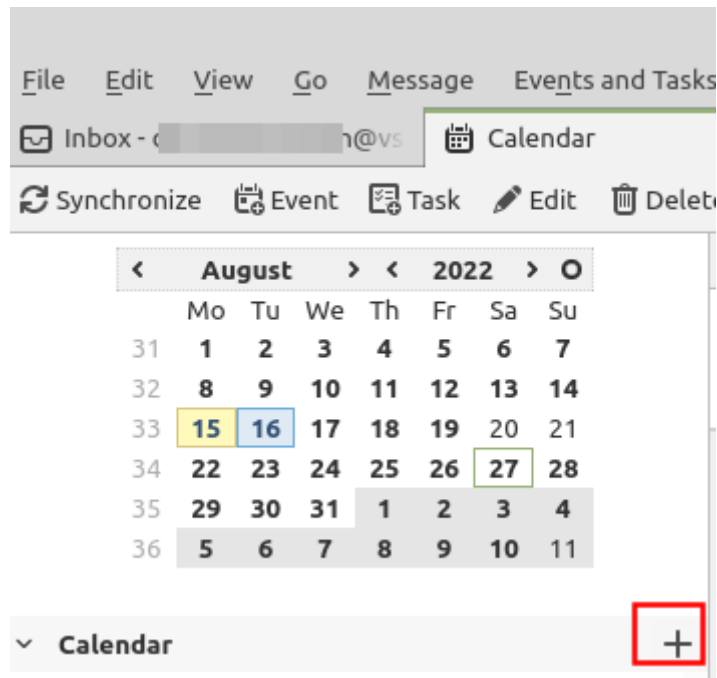 File Edit View Go Message Events and Tasks
Inbox - Calendar
Synchronize Event Task Edit
August 2022
Mo Tu We Th Fr Sa Su
31 1 2 3 4 5 6 7
32 8 9 10 11 12 13 14
33 15 16 17 18 19 20 21
34 22 23 24 25 26 27 28
35 29 30 31 1 2 3 4
36 5 6 7 8 9 10 11
Calendar